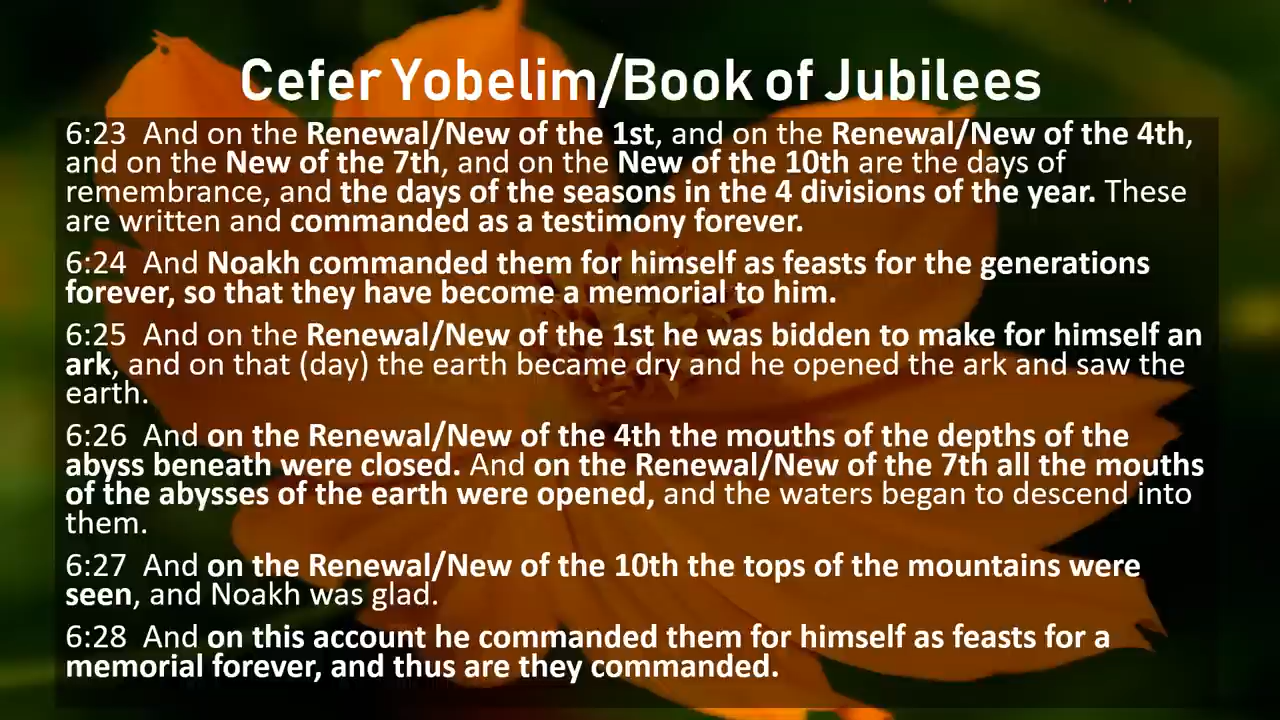 Cefer Yobelim/Book of Jubilees
6:23 And on the Renewal/New of the 1st, and on the Renewal/New of the 4th,
and on the New of the 7th, and on the New of the 10th are the days of
remembrance, and the days of the seasons in the 4 divisions of the year. These
are written and commanded as a testimony forever.
6:24 And Noakh commanded them for himself as feasts for the generations
forever, so that they have become a memorial to him.
6:25 And on the Renewal/New of the 1st he was bidden to make for himself an
ark, and on that (day) the earth became dry and he opened the ark and saw the
earth.
6:26 And on the Renewal/New of the 4th the mouths of the depths of the
abyss beneath were closed. And on the Renewal/New of the 7th all the mouths
of the abysses of the earth were opened, and the waters began to descend into
them.
6:27 And on the Renewal/New of the 10th the tops of the mountains were
seen, and Noakh was glad.
6:28 And on this account he commanded them for himself as feasts for a
memorial forever, and thus are they commanded.